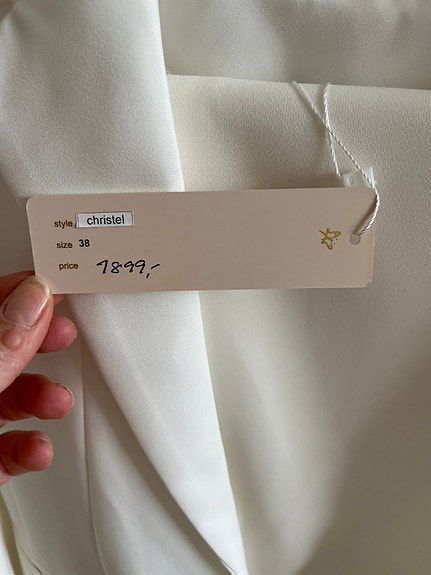 style christel
size 38
price 1899,-